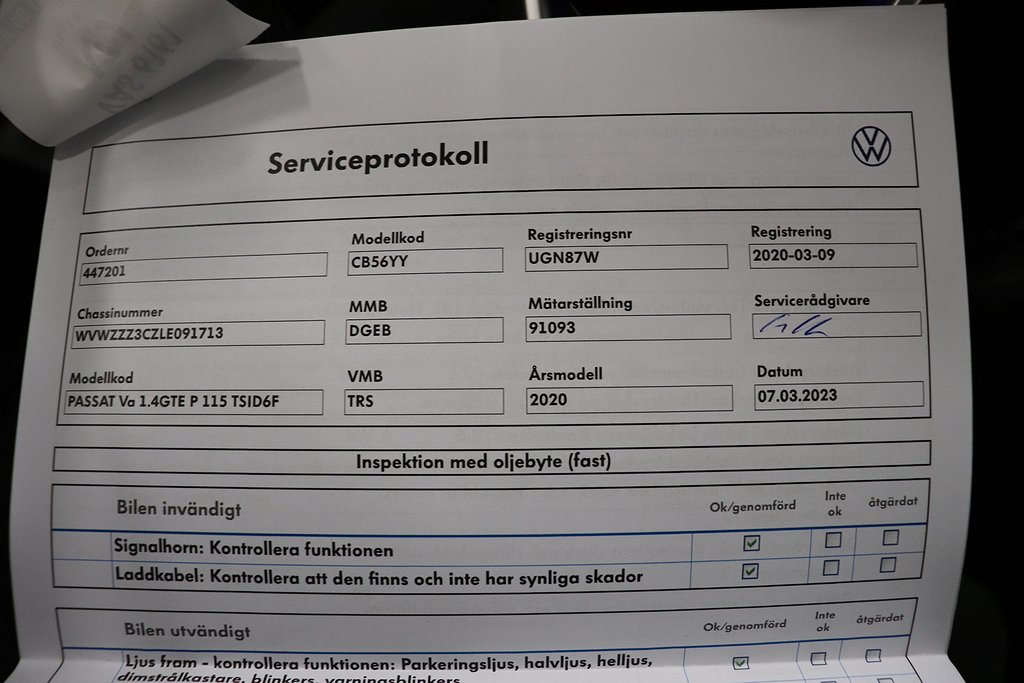 Serviceprotokoll
Ordernr Modellkod Registreringsnr Registrering
447201 CB56YY UGN87W 2020-03-09
Chassinummer MMB Mätarställning Servicerådgivare
WVWZZZ3CZLE091713 DGEB 91093
Modellkod VMB Årsmodell Datum
PASSAT Va 1.4GTE P 115 TSID6F TRS 2020 07.03.2023
Inspektion med oljebyte (fast)
Bilen invändigt Ok/genomförd Inte ok åtgärdat
Signalhorn: Kontrollera funktionen
Laddkabel: Kontrollera att den finns och inte har synliga skador
Bilen utvändigt Ok/genomförd Inte ok åtgärdat
Ljus fram - kontrollera funktionen: Parkeringsljus, halvljus, helljus,
dimstrålkastare, blinkers, varningsblinkers